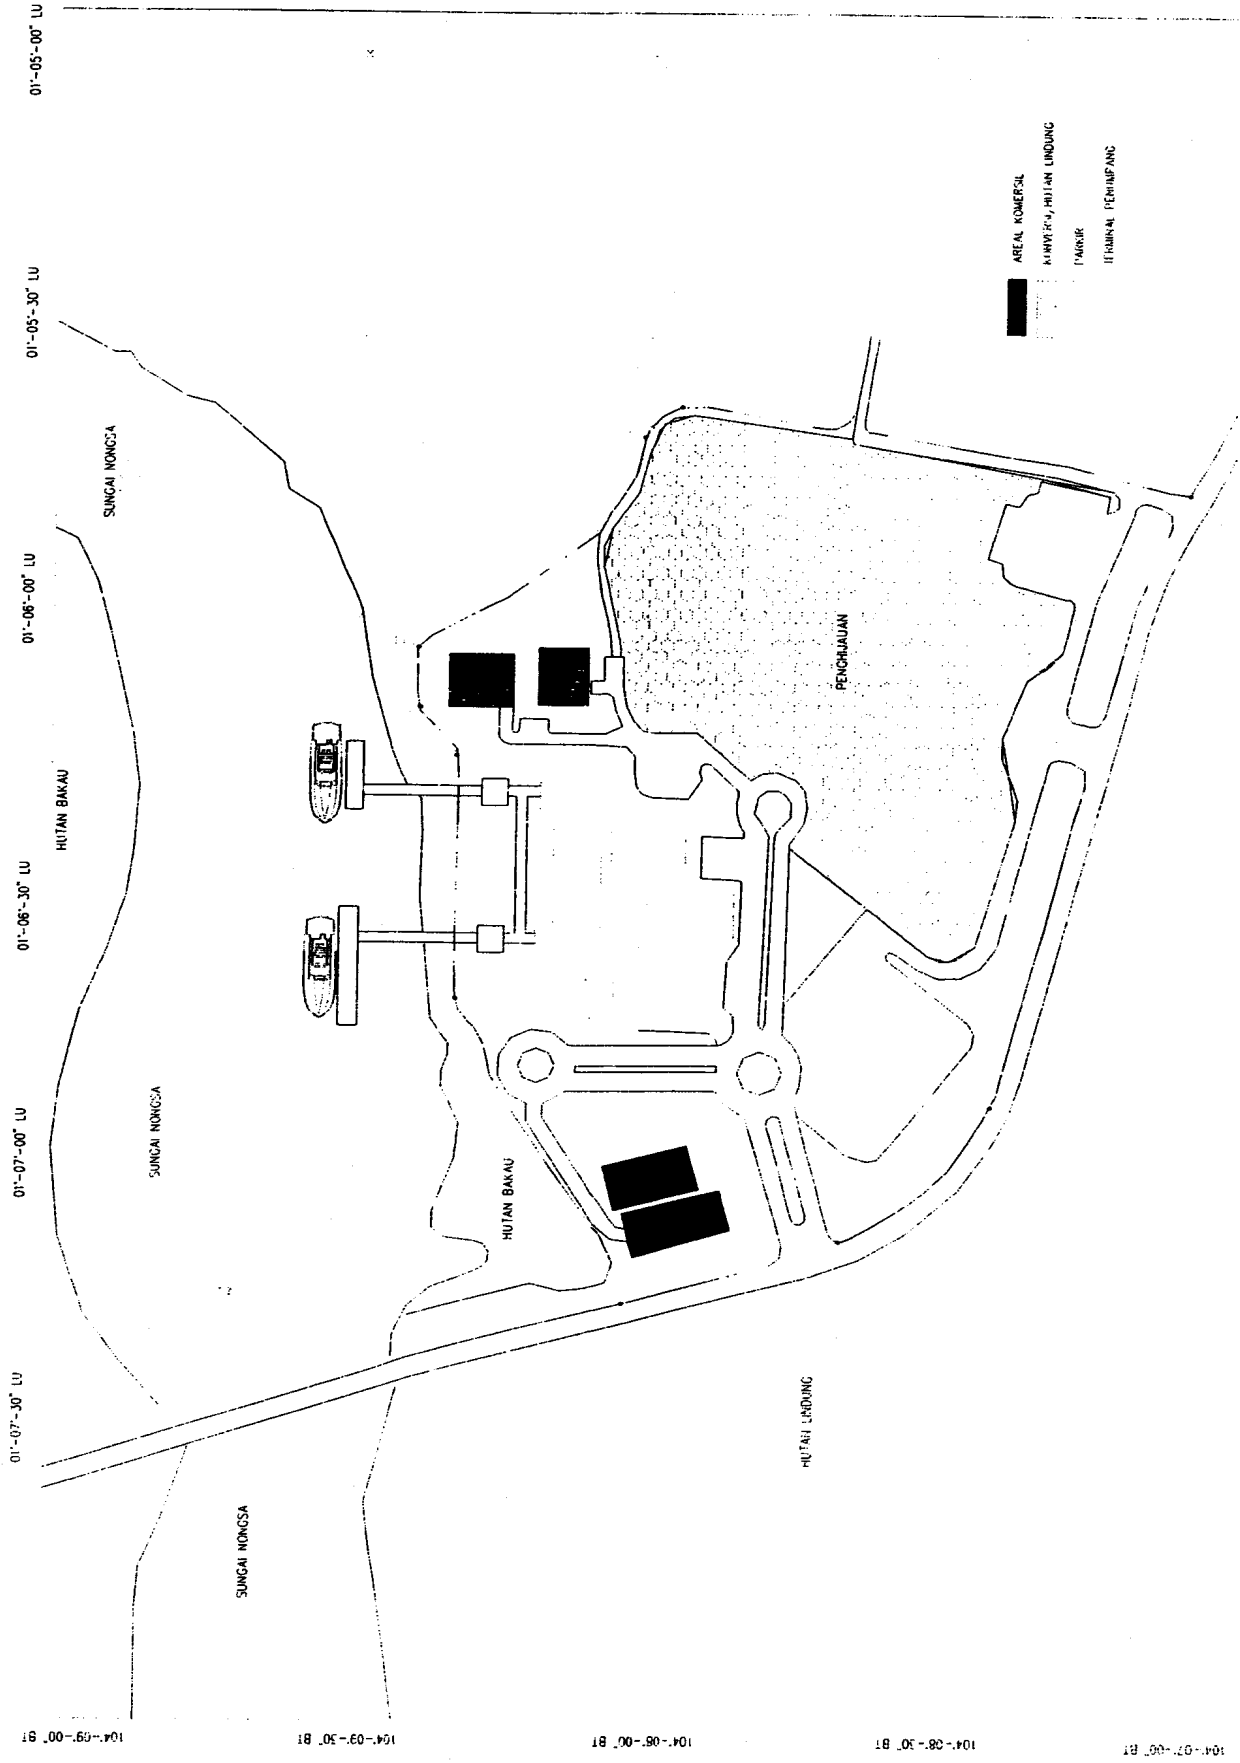 01°-05'-00" LU
01°-05'-30" LU
01°-06'-00" LU
01°-06'-30" LU
01°-07'-00" LU
01°-07'-30" LU
SUNGAI NONGSA
HUTAN BAKAU
SUNGAI NONGSA
SUNGAI NONGSA
HUTAN BAKAU
PENGHIJAUAN
HUTAN LINDUNG
AREAL KOMERSIL
KONVERSI, HUTAN LINDUNG
PARKIR
TERMINAL PENUMPANG
104°-09'-00" BT
104°-09'-30" BT
104°-08'-00" BT
104°-08'-30" BT
104°-07'-00" BT